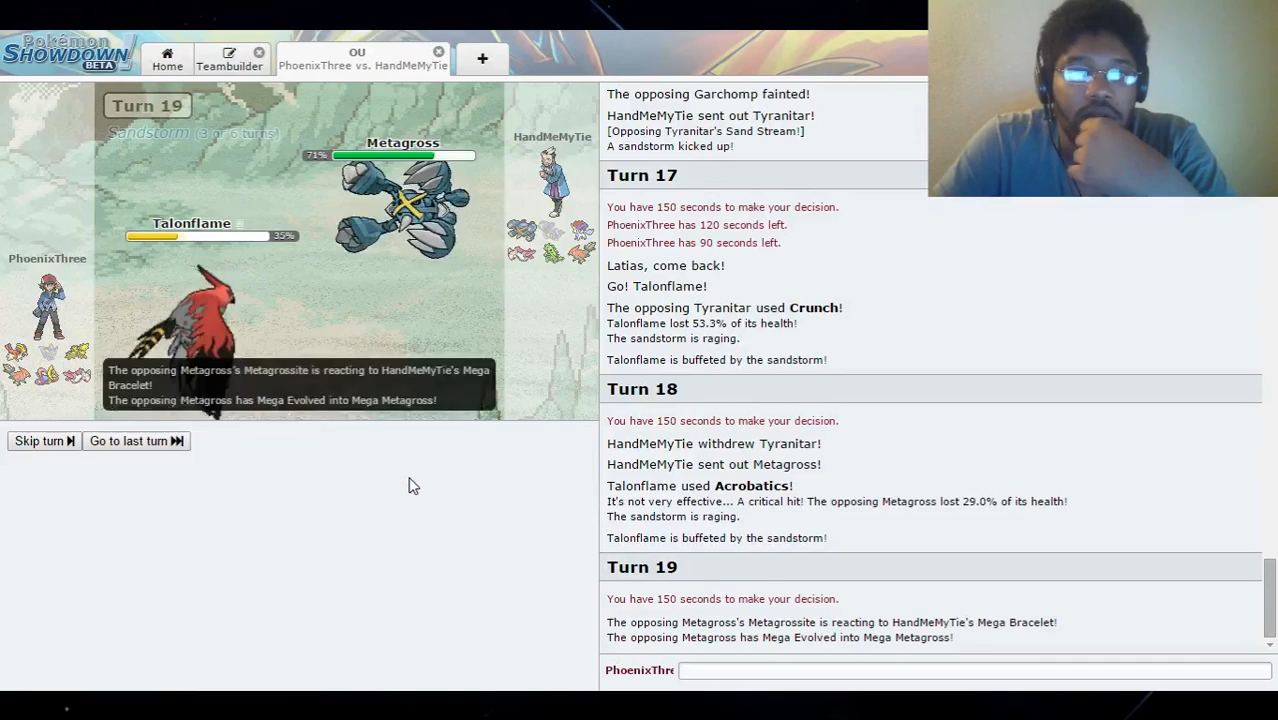 Pokémon
SHOWDOWN!
BETA
Home
Teambuilder
OU
PhoenixThree vs. HandMeMyTie
+
Turn 19
Sandstorm (3 or 6 turns)
Metagross
71%
HandMeMyTie
Talonflame
35%
PhoenixThree
The opposing Metagross's Metagrossite is reacting to HandMeMyTie's Mega
Bracelet!
The opposing Metagross has Mega Evolved into Mega Metagross!
Skip turn
Go to last turn
The opposing Garchomp fainted!
HandMeMyTie sent out Tyranitar!
[Opposing Tyranitar's Sand Stream!]
A sandstorm kicked up!
Turn 17
You have 150 seconds to make your decision.
PhoenixThree has 120 seconds left.
PhoenixThree has 90 seconds left.
Latias, come back!
Go! Talonflame!
The opposing Tyranitar used Crunch!
Talonflame lost 53.3% of its health!
The sandstorm is raging.
Talonflame is buffeted by the sandstorm!
Turn 18
You have 150 seconds to make your decision.
HandMeMyTie withdrew Tyranitar!
HandMeMyTie sent out Metagross!
Talonflame used Acrobatics!
It's not very effective... A critical hit! The opposing Metagross lost 29.0% of its health!
The sandstorm is raging.
Talonflame is buffeted by the sandstorm!
Turn 19
You have 150 seconds to make your decision.
The opposing Metagross's Metagrossite is reacting to HandMeMyTie's Mega Bracelet!
The opposing Metagross has Mega Evolved into Mega Metagross!
PhoenixThre